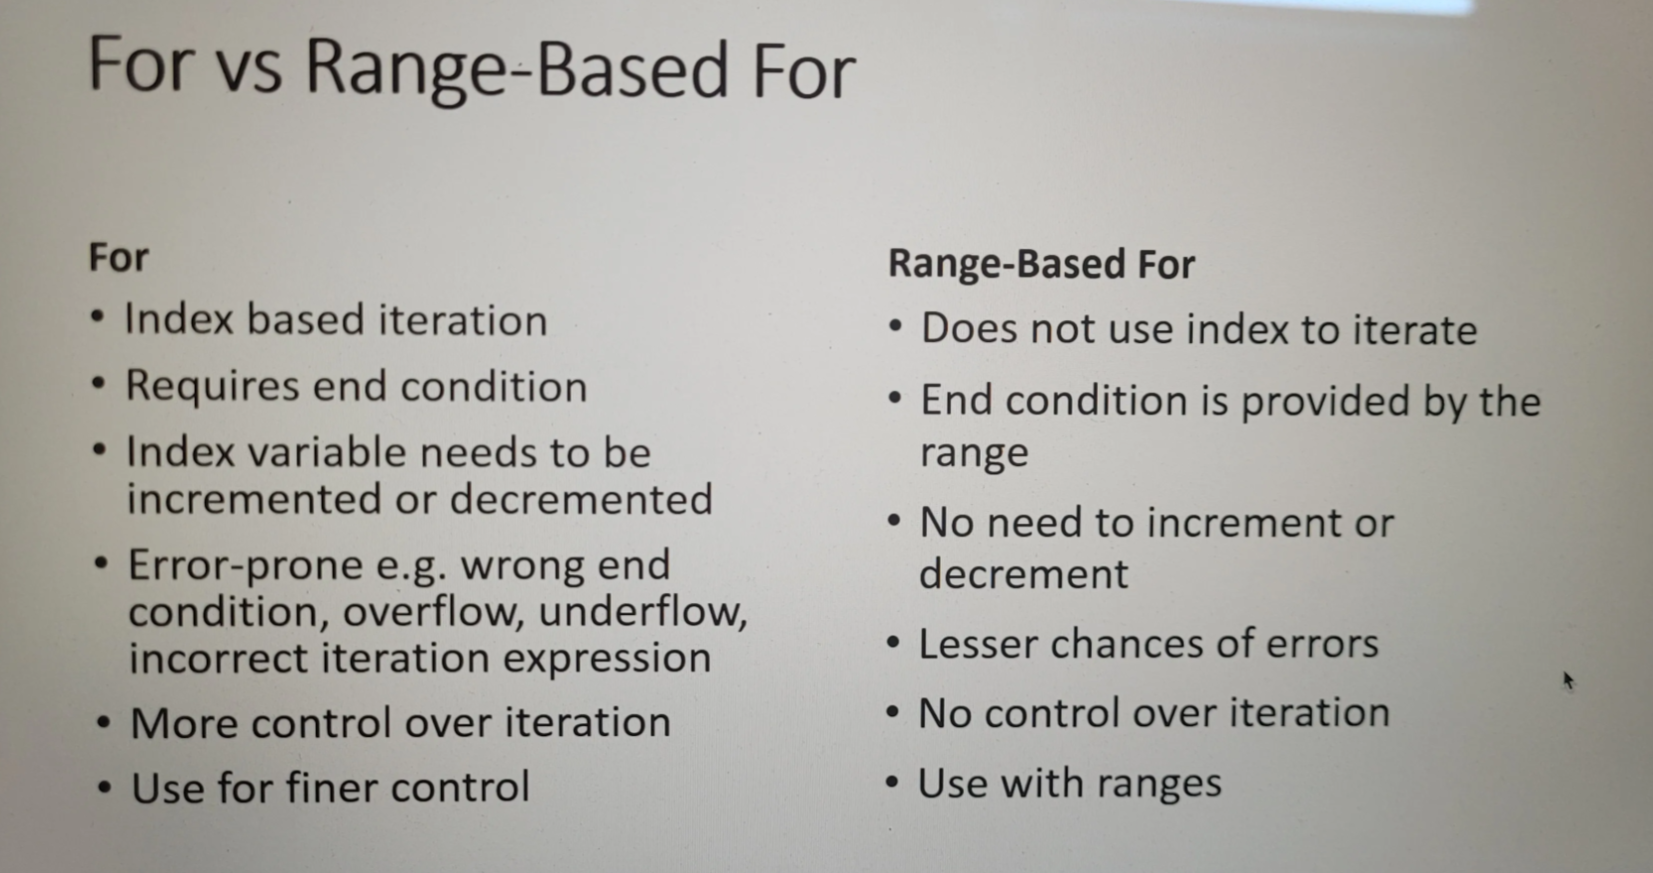 For vs Range-Based For
For
• Index based iteration
• Requires end condition
• Index variable needs to be
incremented or decremented
• Error-prone e.g. wrong end
condition, overflow, underflow,
incorrect iteration expression
• More control over iteration
• Use for finer control
Range-Based For
• Does not use index to iterate
• End condition is provided by the
range
• No need to increment or
decrement
• Lesser chances of errors
• No control over iteration
• Use with ranges